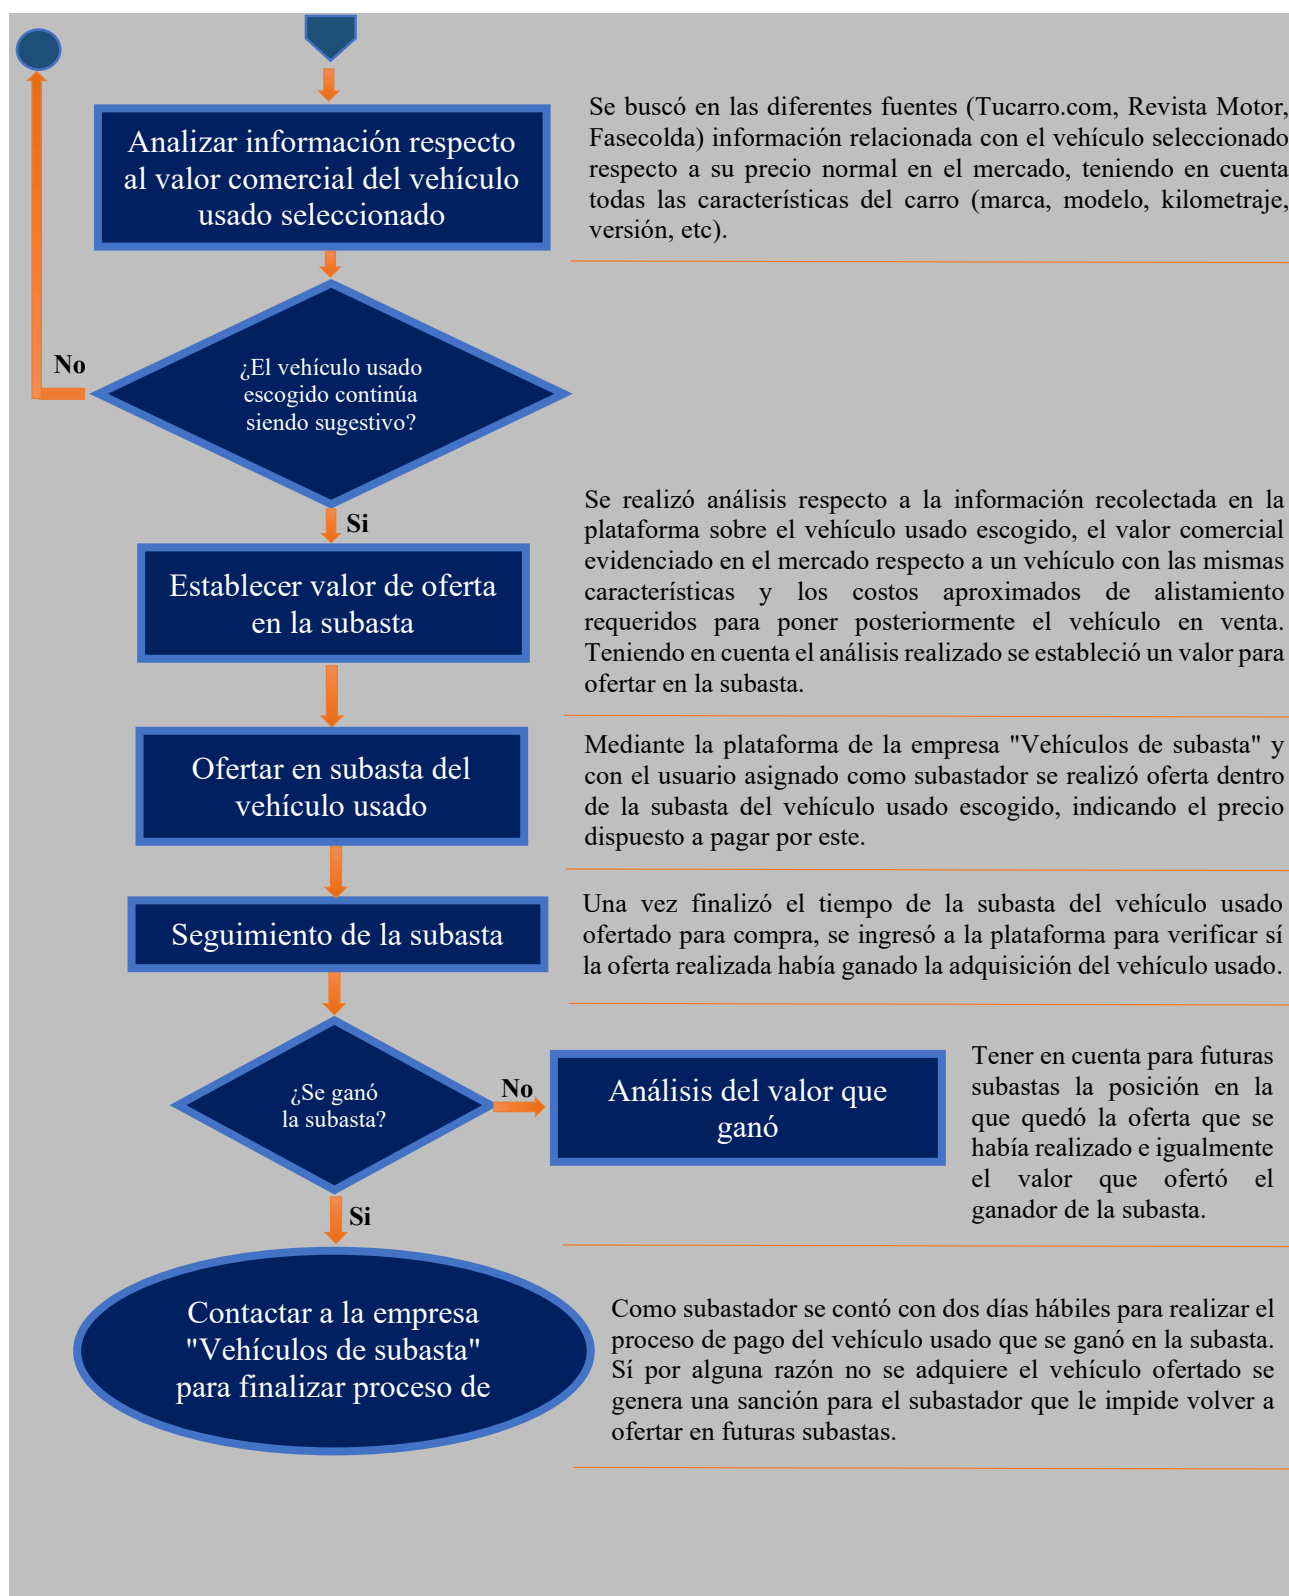 Analizar información respecto
al valor comercial del vehículo
usado seleccionado
Se buscó en las diferentes fuentes (Tucarro.com, Revista Motor,
Fasecolda) información relacionada con el vehículo seleccionado
respecto a su precio normal en el mercado, teniendo en cuenta
todas las características del carro (marca, modelo, kilometraje,
versión, etc).
No
¿El vehículo usado
escogido continúa
siendo sugestivo?
Si
Establecer valor de oferta
en la subasta
Se realizó análisis respecto a la información recolectada en la
plataforma sobre el vehículo usado escogido, el valor comercial
evidenciado en el mercado respecto a un vehículo con las mismas
características y los costos aproximados de alistamiento
requeridos para poner posteriormente el vehículo en venta.
Teniendo en cuenta el análisis realizado se estableció un valor para
ofertar en la subasta.
Ofertar en subasta del
vehículo usado
Mediante la plataforma de la empresa "Vehículos de subasta" y
con el usuario asignado como subastador se realizó oferta dentro
de la subasta del vehículo usado escogido, indicando el precio
dispuesto a pagar por este.
Seguimiento de la subasta
Una vez finalizó el tiempo de la subasta del vehículo usado
ofertado para compra, se ingresó a la plataforma para verificar sí
la oferta realizada había ganado la adquisición del vehículo usado.
¿Se ganó
la subasta?
No
Análisis del valor que
ganó
Tener en cuenta para futuras
subastas la posición en la
que quedó la oferta que se
había realizado e igualmente
el valor que ofertó el
ganador de la subasta.
Si
Contactar a la empresa
"Vehículos de subasta"
para finalizar proceso de
Como subastador se contó con dos días hábiles para realizar el
proceso de pago del vehículo usado que se ganó en la subasta.
Sí por alguna razón no se adquiere el vehículo ofertado se
genera una sanción para el subastador que le impide volver a
ofertar en futuras subastas.